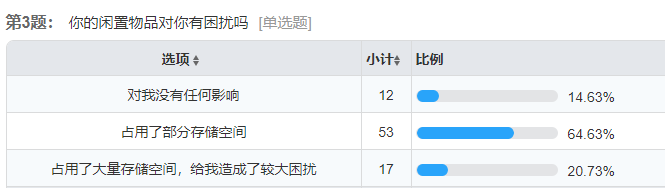 第3题： 你的闲置物品对你有困扰吗 [单选题]
选项 小计 比例
对我没有任何影响 12 14.63%
占用了部分存储空间 53 64.63%
占用了大量存储空间，给我造成了较大困扰 17 20.73%